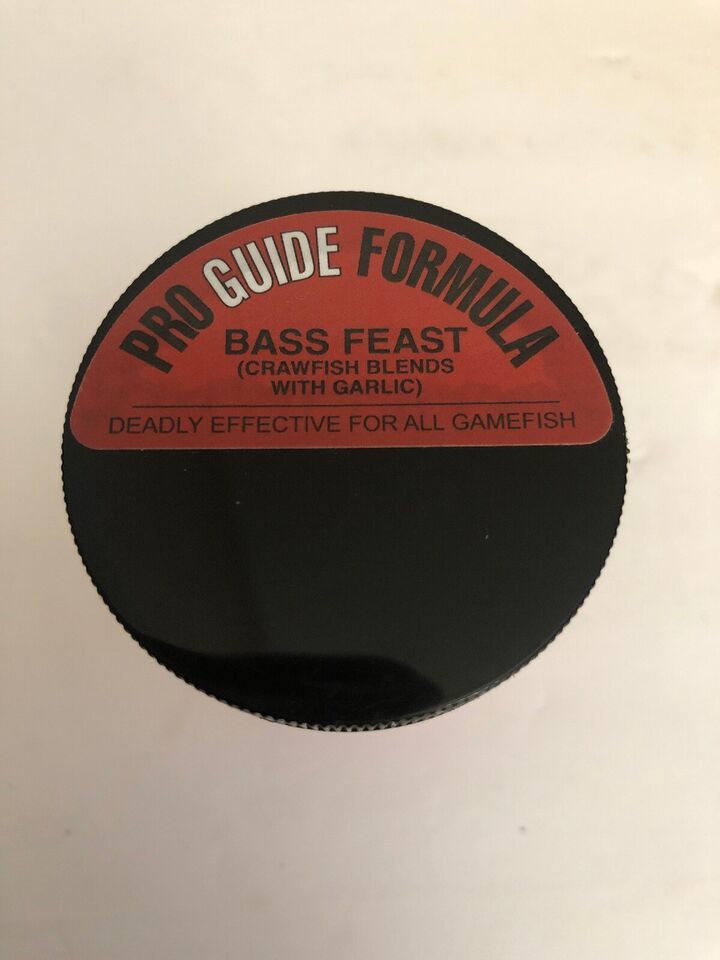 PRO GUIDE FORMULA
BASS FEAST
(CRAWFISH BLENDS
WITH GARLIC)
DEADLY EFFECTIVE FOR ALL GAMEFISH